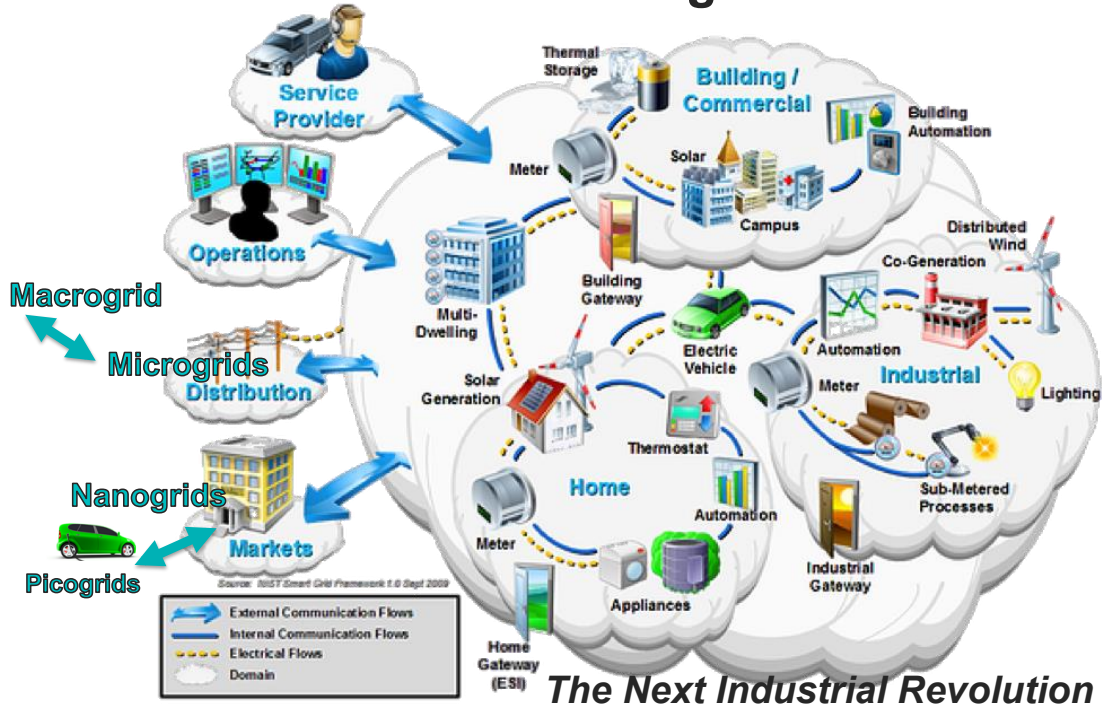 Service
Provider
Operations
Macrogrid
Microgrids
Distribution
Nanogrids
Markets
Picogrids
Source: NIST Smart Grid Framework 1.0 Sept 2009
External Communication Flows
Internal Communication Flows
Electrical Flows
Domain
Thermal
Storage
Building /
Commercial
Building
Automation
Meter
Solar
Campus
Building
Gateway
Multi-
Dwelling
Electric
Vehicle
Distributed
Wind
Co-Generation
Automation
Meter
Industrial
Lighting
Sub-Metered
Processes
Industrial
Gateway
Solar
Generation
Thermostat
Home
Automation
Meter
Appliances
Home
Gateway
(ESI)
The Next Industrial Revolution